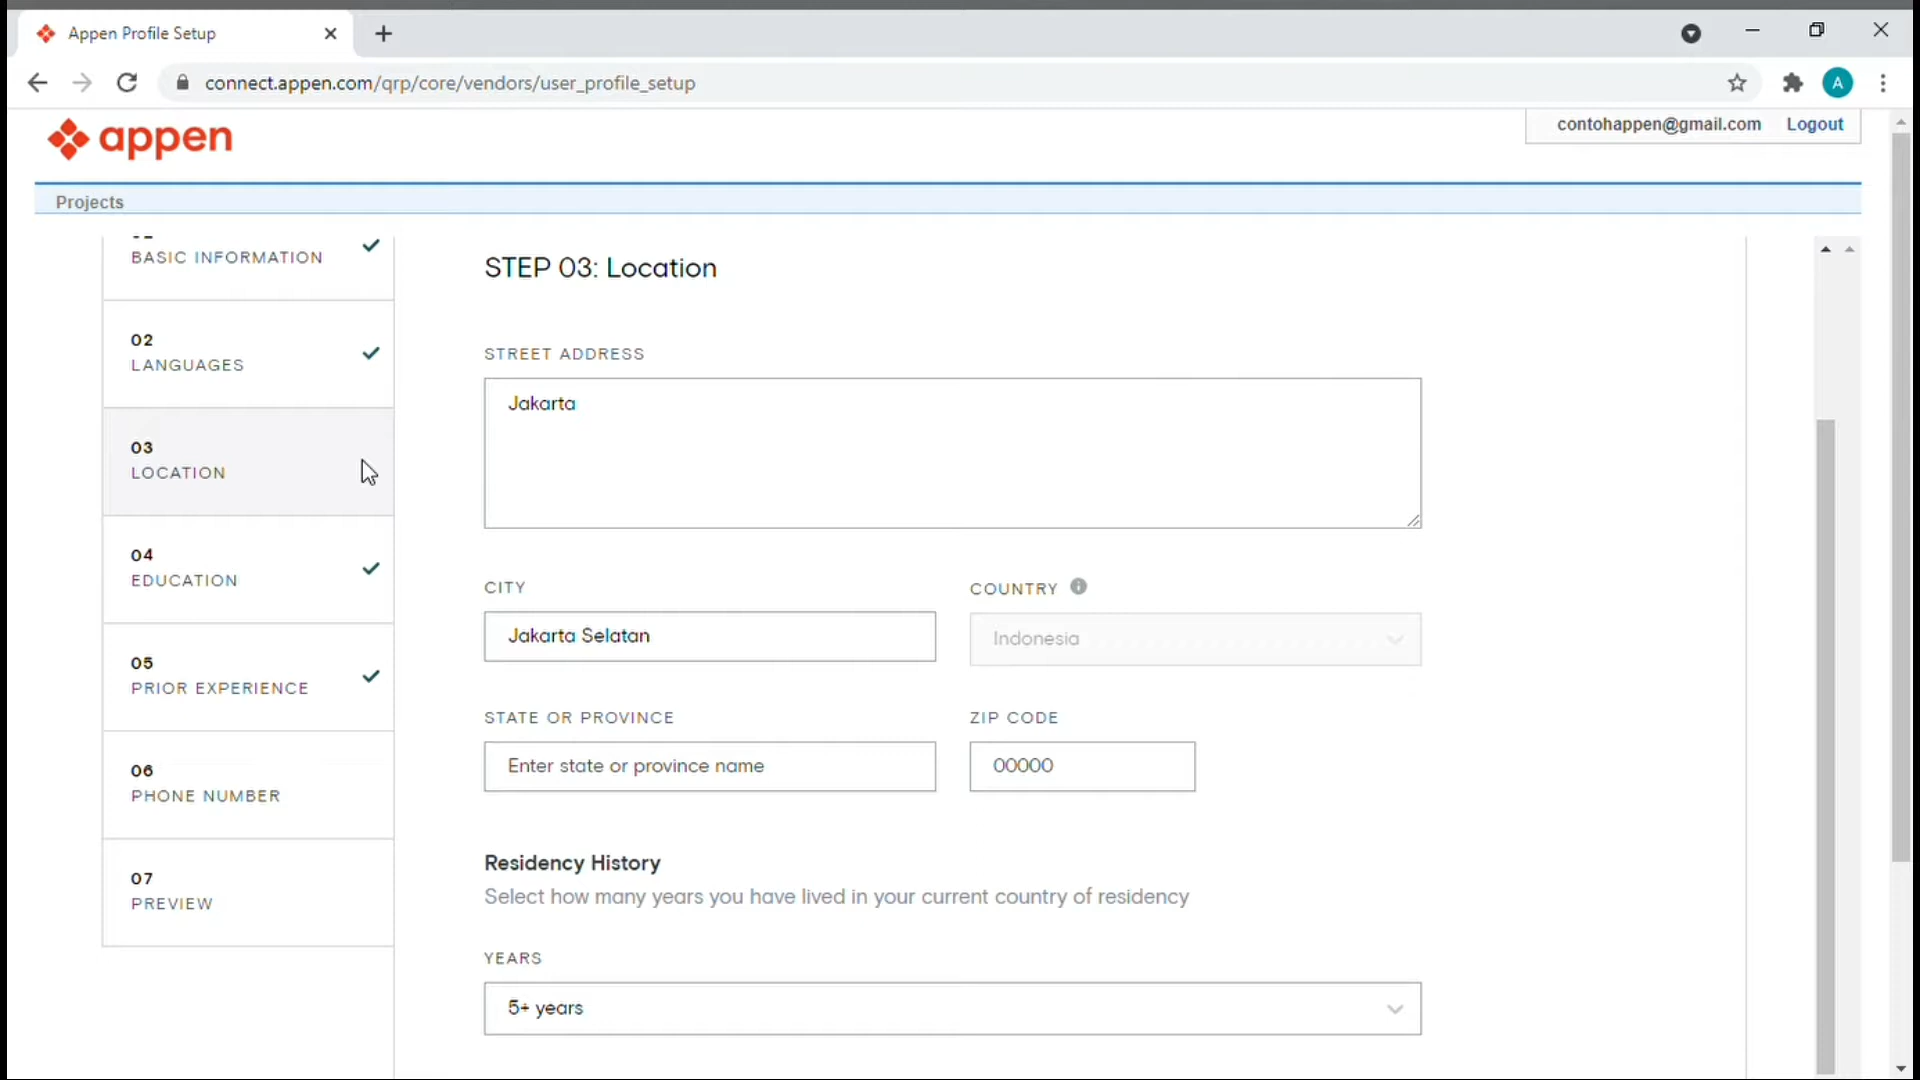 Appen Profile Setup
connect.appen.com/qrp/core/vendors/user_profile_setup
A
appen
contohappen@gmail.com Logout
Projects
BASIC INFORMATION
02
LANGUAGES
03
LOCATION
04
EDUCATION
05
PRIOR EXPERIENCE
06
PHONE NUMBER
07
PREVIEW
STEP 03: Location
STREET ADDRESS
Jakarta
CITY
Jakarta Selatan
COUNTRY
Indonesia
STATE OR PROVINCE
Enter state or province name
ZIP CODE
00000
Residency History
Select how many years you have lived in your current country of residency
YEARS
5+ years